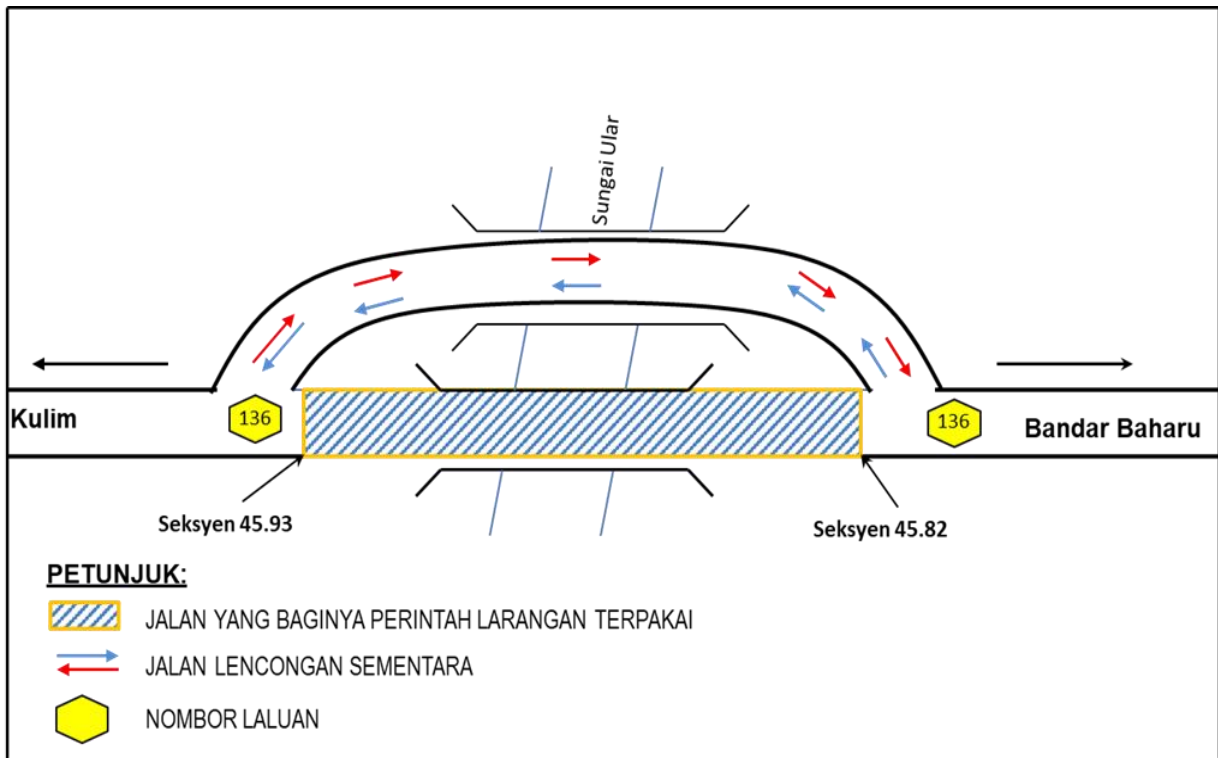 Sungai Ular
Kulim
136
136
Bandar Baharu
Seksyen 45.93
Seksyen 45.82
PETUNJUK:
JALAN YANG BAGINYA PERINTAH LARANGAN TERPAKAI
JALAN LENCONGAN SEMENTARA
NOMBOR LALUAN